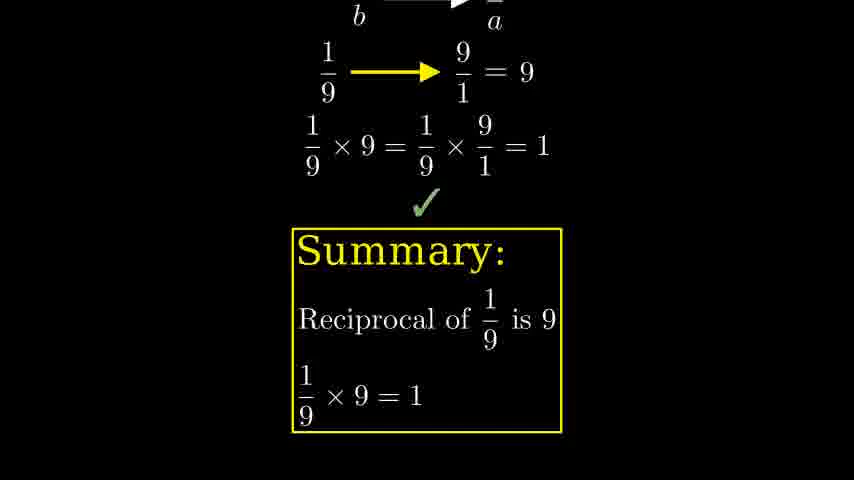 b a
1/9 → 9/1 = 9
1/9 × 9 = 1/9 × 9/1 = 1
✓
Summary:
Reciprocal of 1/9 is 9
1/9 × 9 = 1